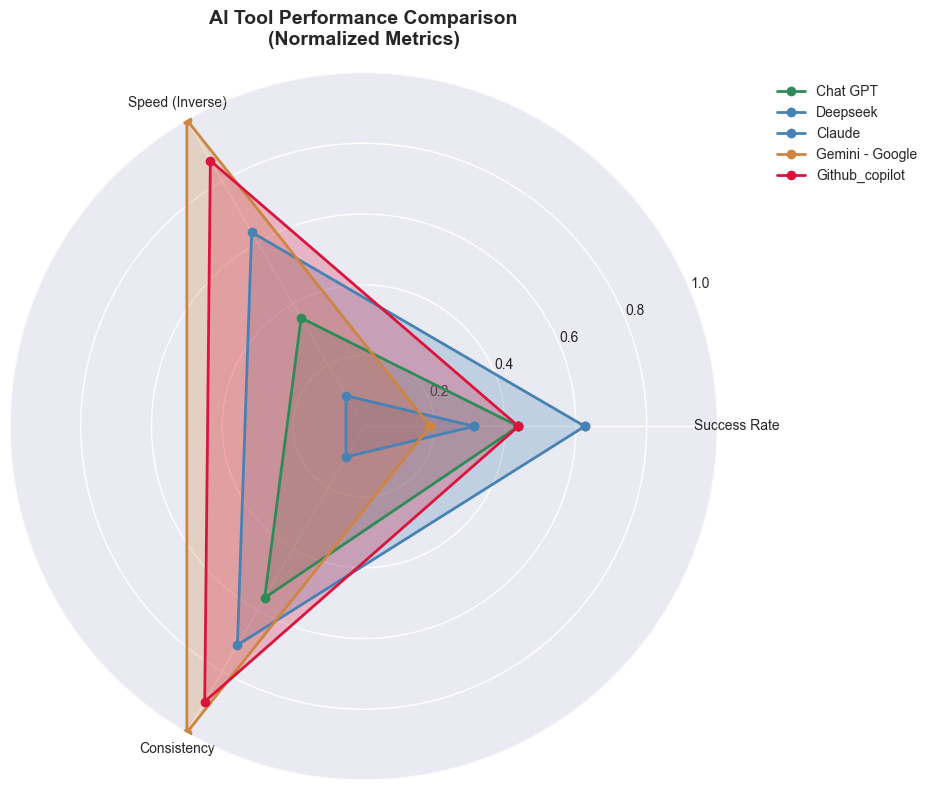 AI Tool Performance Comparison
(Normalized Metrics)
Speed (Inverse)
Chat GPT
Deepseek
Claude
Gemini - Google
Github_copilot
1.0
0.8
0.6
0.4
0.2
Success Rate
Consistency